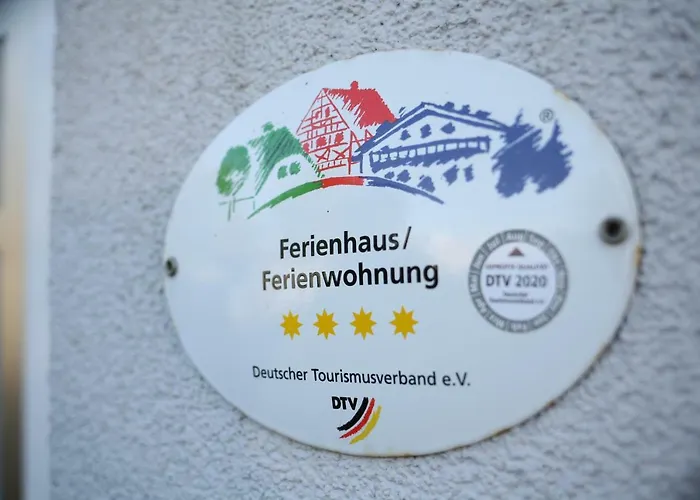 ®
Ferienhaus/
Ferienwohnung
DTV 2020
Deutscher Tourismusverband e.V.
DTV